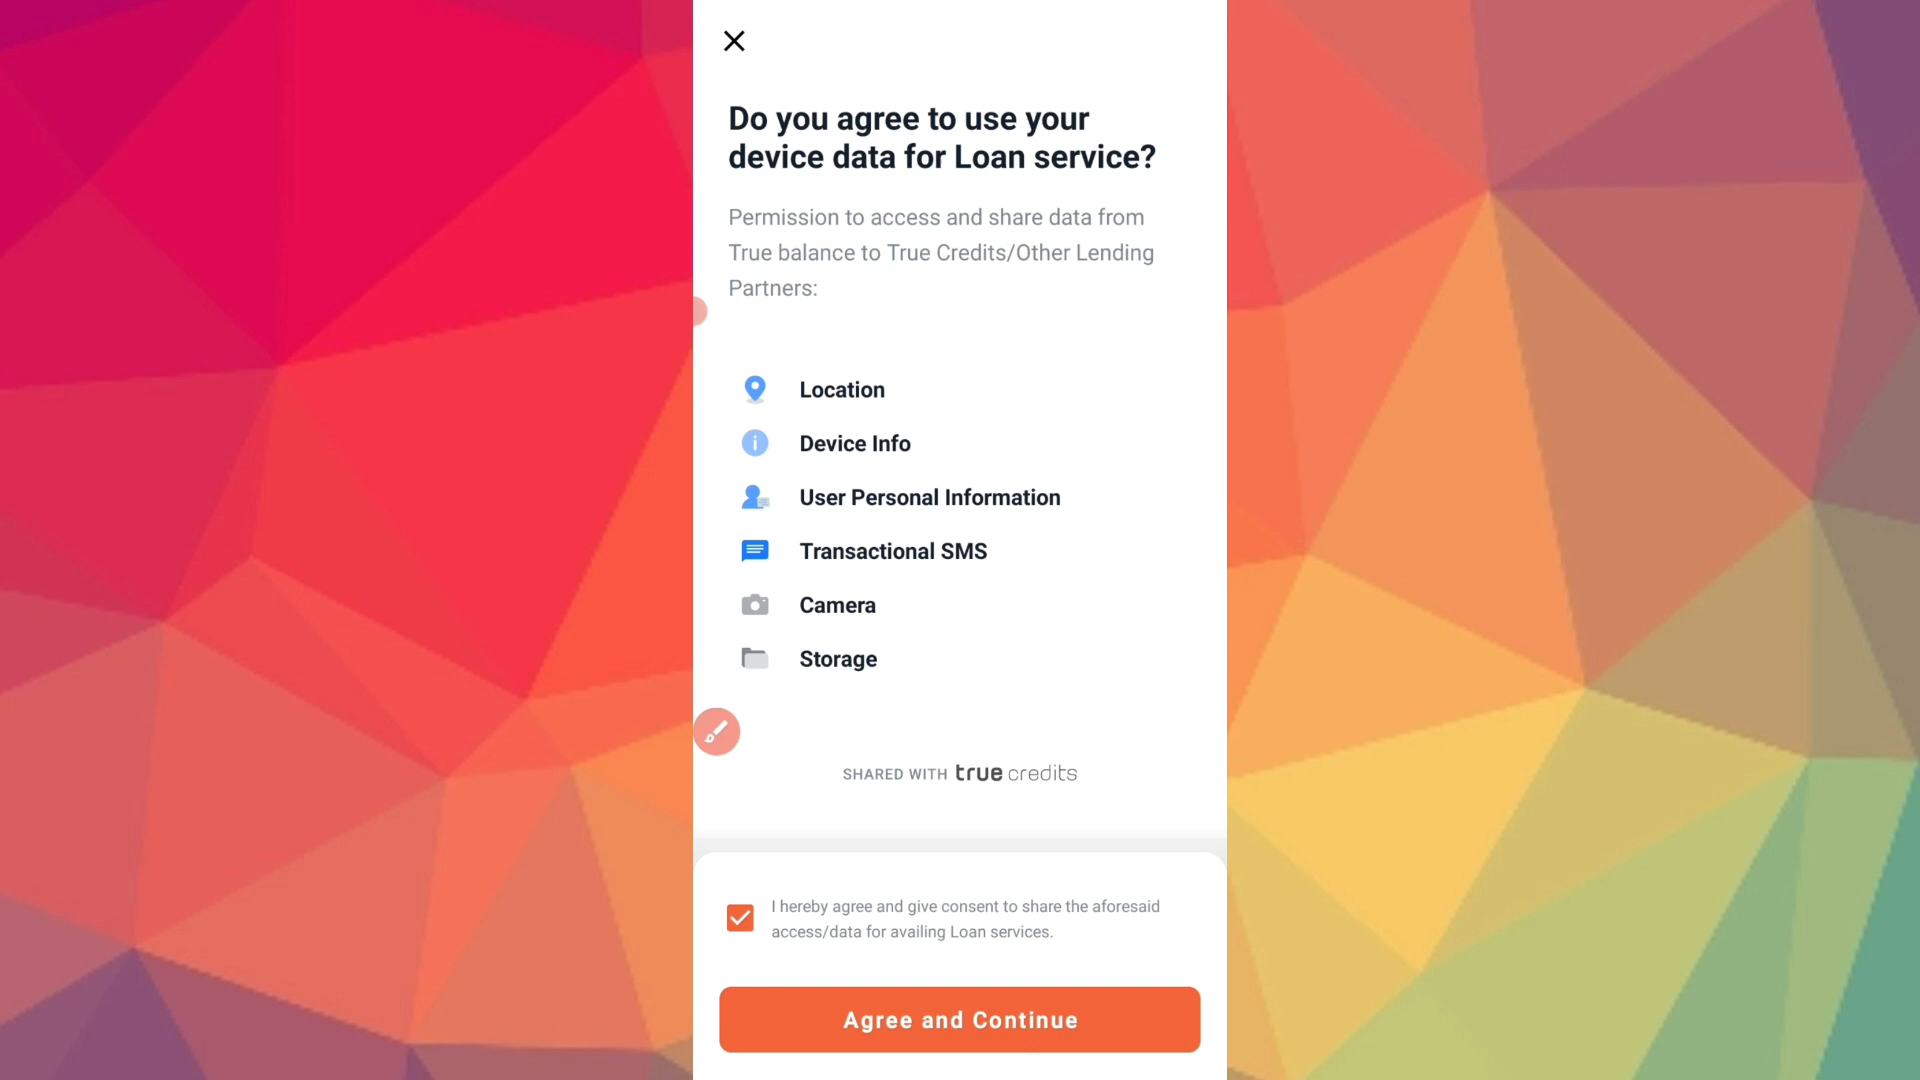 Do you agree to use your
device data for Loan service?
Permission to access and share data from
True balance to True Credits/Other Lending
Partners:
Location
Device Info
User Personal Information
Transactional SMS
Camera
Storage
SHARED WITH true credits
I hereby agree and give consent to share the aforesaid
access/data for availing Loan services.
Agree and Continue